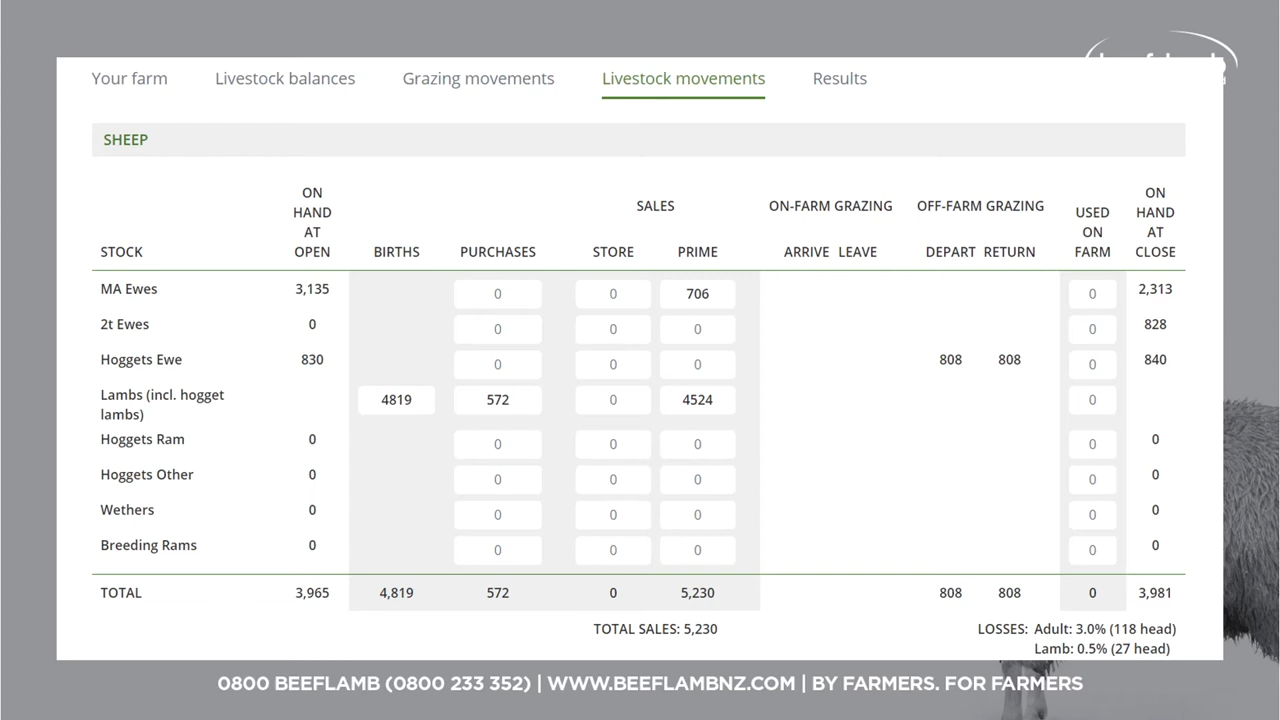 Your farm Livestock balances Grazing movements Livestock movements Results
SHEEP
STOCK ON HAND AT OPEN BIRTHS PURCHASES SALES STORE PRIME ON-FARM GRAZING ARRIVE LEAVE OFF-FARM GRAZING DEPART RETURN USED ON FARM ON HAND AT CLOSE
MA Ewes 3,135 0 0 706 0 2,313
2t Ewes 0 0 0 0 0 828
Hoggets Ewe 830 0 0 0 808 808 0 840
Lambs (incl. hogget lambs) 4819 572 0 4524 0
Hoggets Ram 0 0 0 0 0 0
Hoggets Other 0 0 0 0 0 0
Wethers 0 0 0 0 0 0
Breeding Rams 0 0 0 0 0 0
TOTAL 3,965 4,819 572 0 5,230 808 808 0 3,981
TOTAL SALES: 5,230 LOSSES: Adult: 3.0% (118 head)
Lamb: 0.5% (27 head)
0800 BEEFLAMB (0800 233 352) | WWW.BEEFLAMBNZ.COM | BY FARMERS. FOR FARMERS